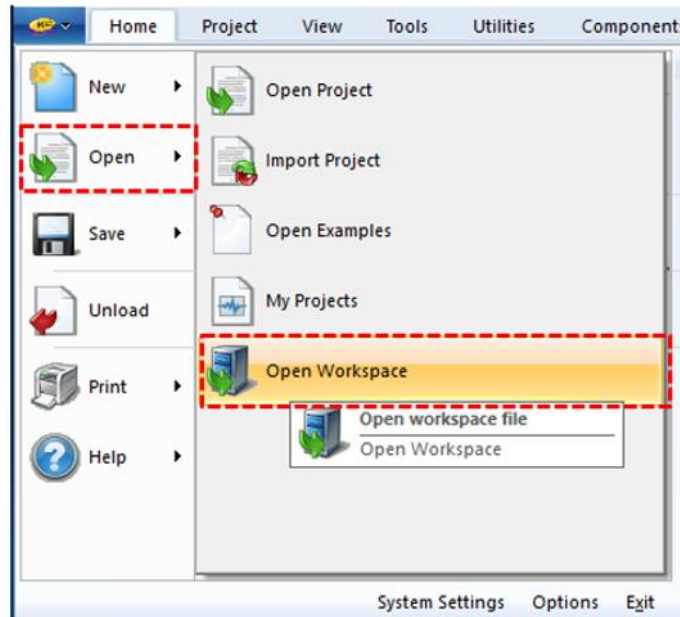 Home Project View Tools Utilities Components
New
Open
Save
Unload
Print
Help
Open Project
Import Project
Open Examples
My Projects
Open Workspace
Open workspace file
Open Workspace
System Settings Options Exit